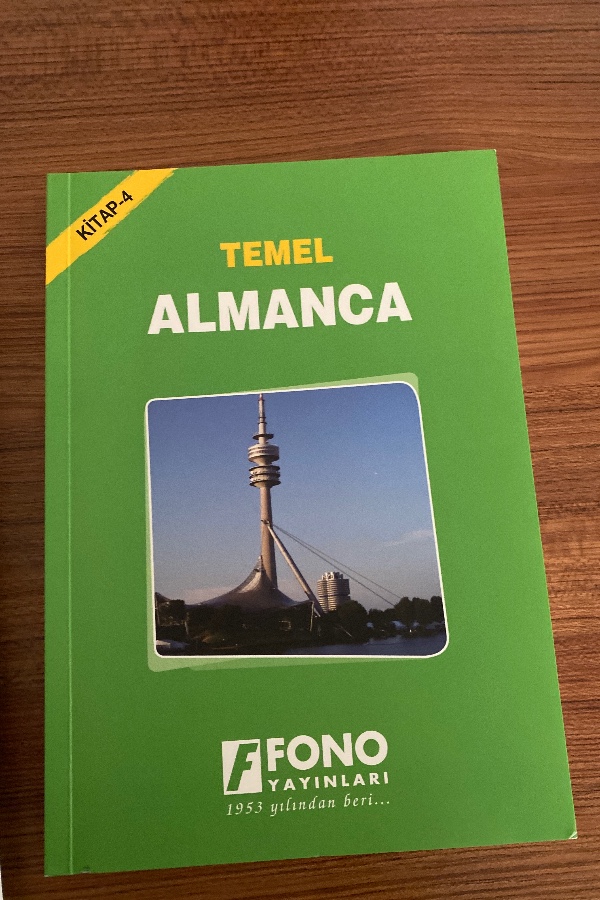 KİTAP-4
TEMEL
ALMANCA
FONO
YAYINLARI
1953 yılından beri...